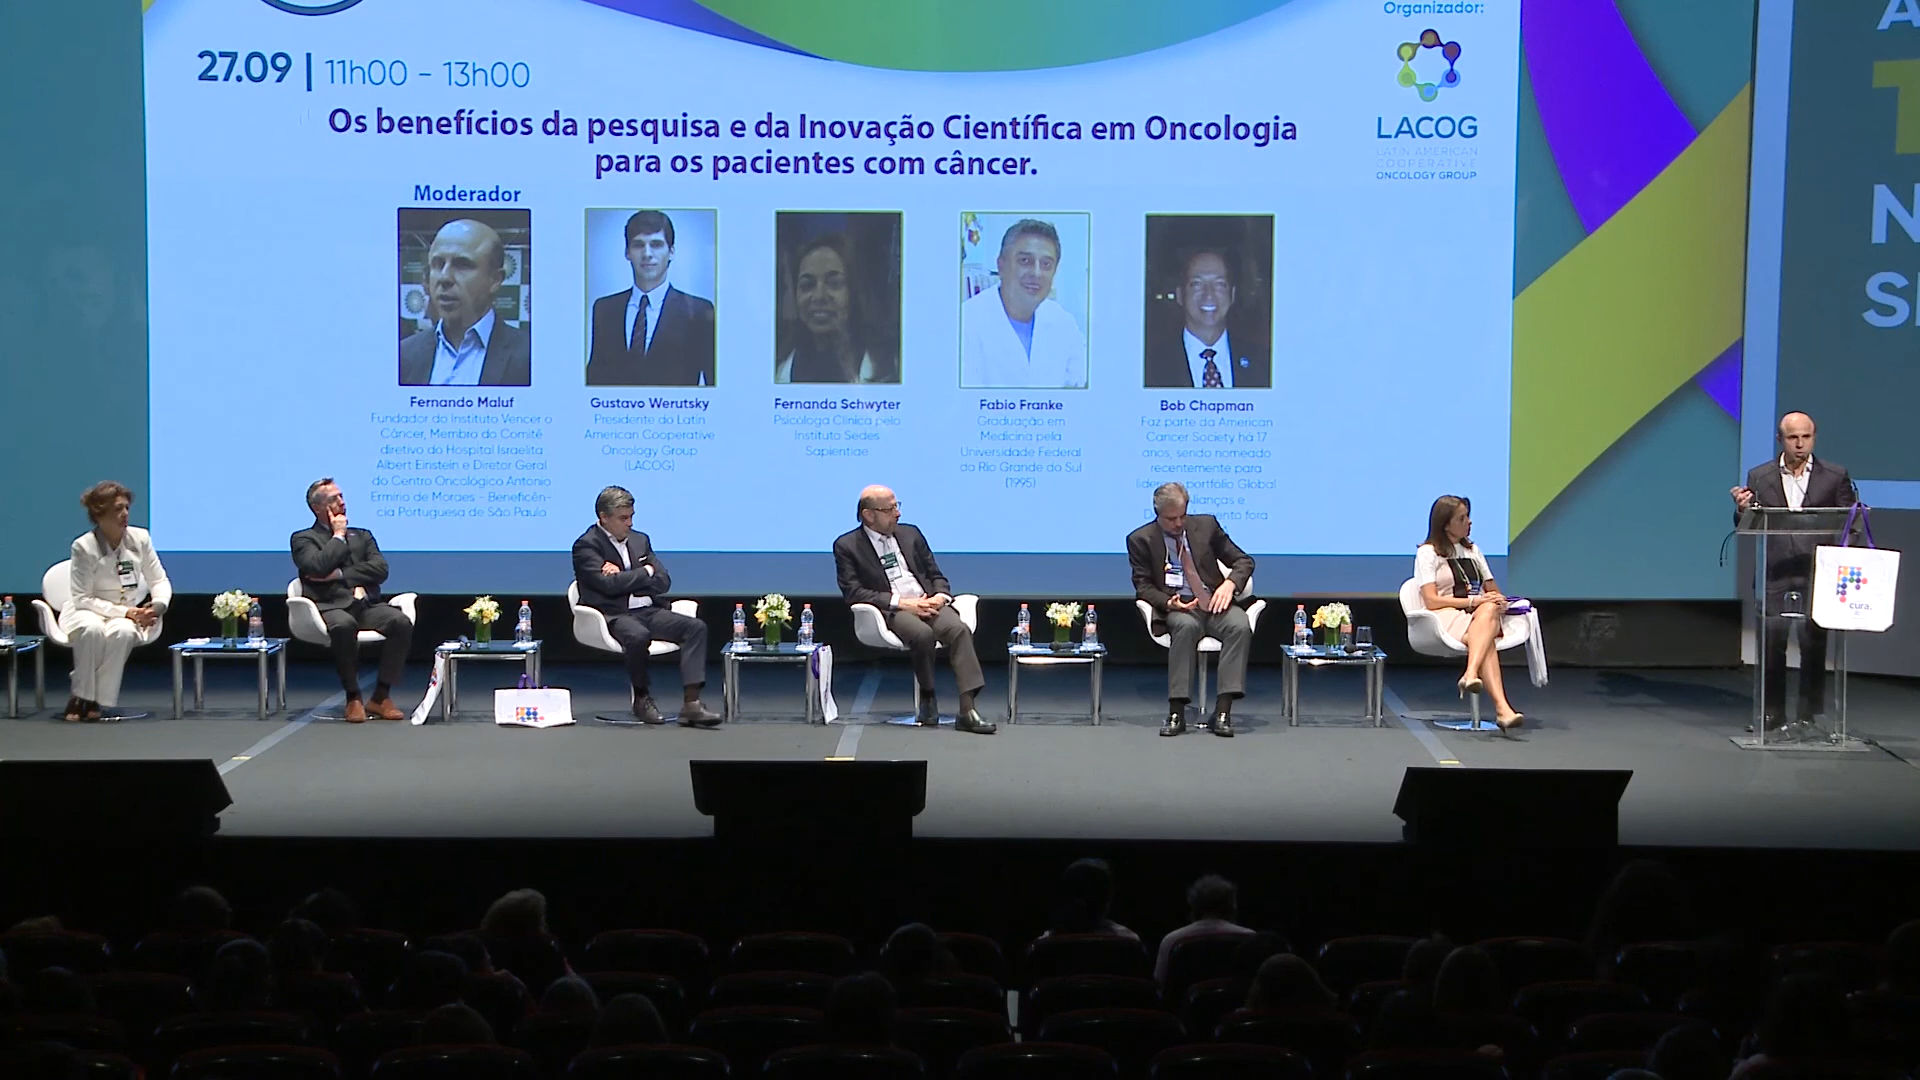 Organizador:
27.09 | 11h00 - 13h00
Os benefícios da pesquisa e da Inovação Científica em Oncologia
para os pacientes com câncer.
LACOG
LATIN AMERICAN
COOPERATIVE
ONCOLOGY GROUP
Moderador
Fernando Maluf
Fundador do Instituto Vencer o
Câncer, Membro do Comitê
diretivo do Hospital Israelita
Albert Einstein e Diretor Geral
do Centro Oncológico Antonio
Ermírio de Moraes - Beneficên-
cia Portuguesa de São Paulo
Gustavo Werutsky
Presidente do Latin
American Cooperative
Oncology Group
(LACOG)
Fernanda Schwyter
Psicóloga Clínica pelo
Instituto Sedes
Sapientiae
Fabio Franke
Graduação em
Medicina pela
Universidade Federal
do Rio Grande do Sul
(1995)
Bob Chapman
Faz parte da American
Cancer Society há 17
anos, sendo nomeado
recentemente para
portfólio Global
Alianças e
fora
cura.